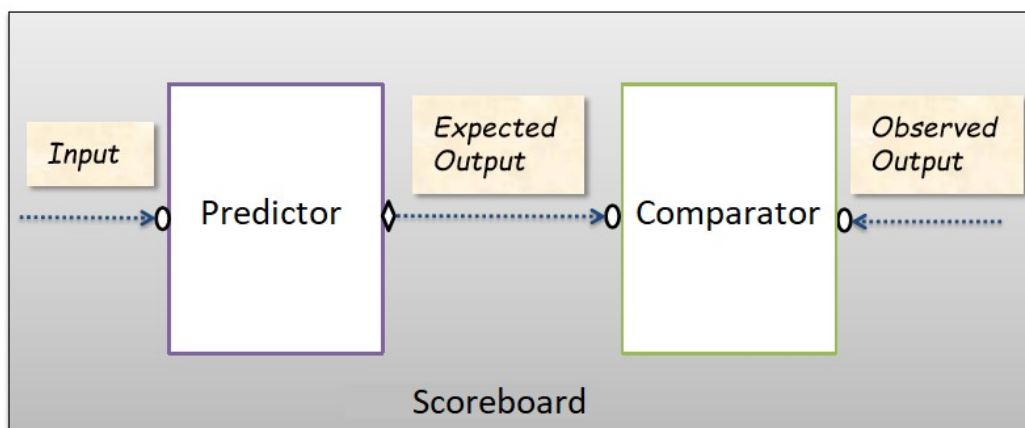 Input
Predictor
Expected
Output
Comparator
Observed
Output
Scoreboard